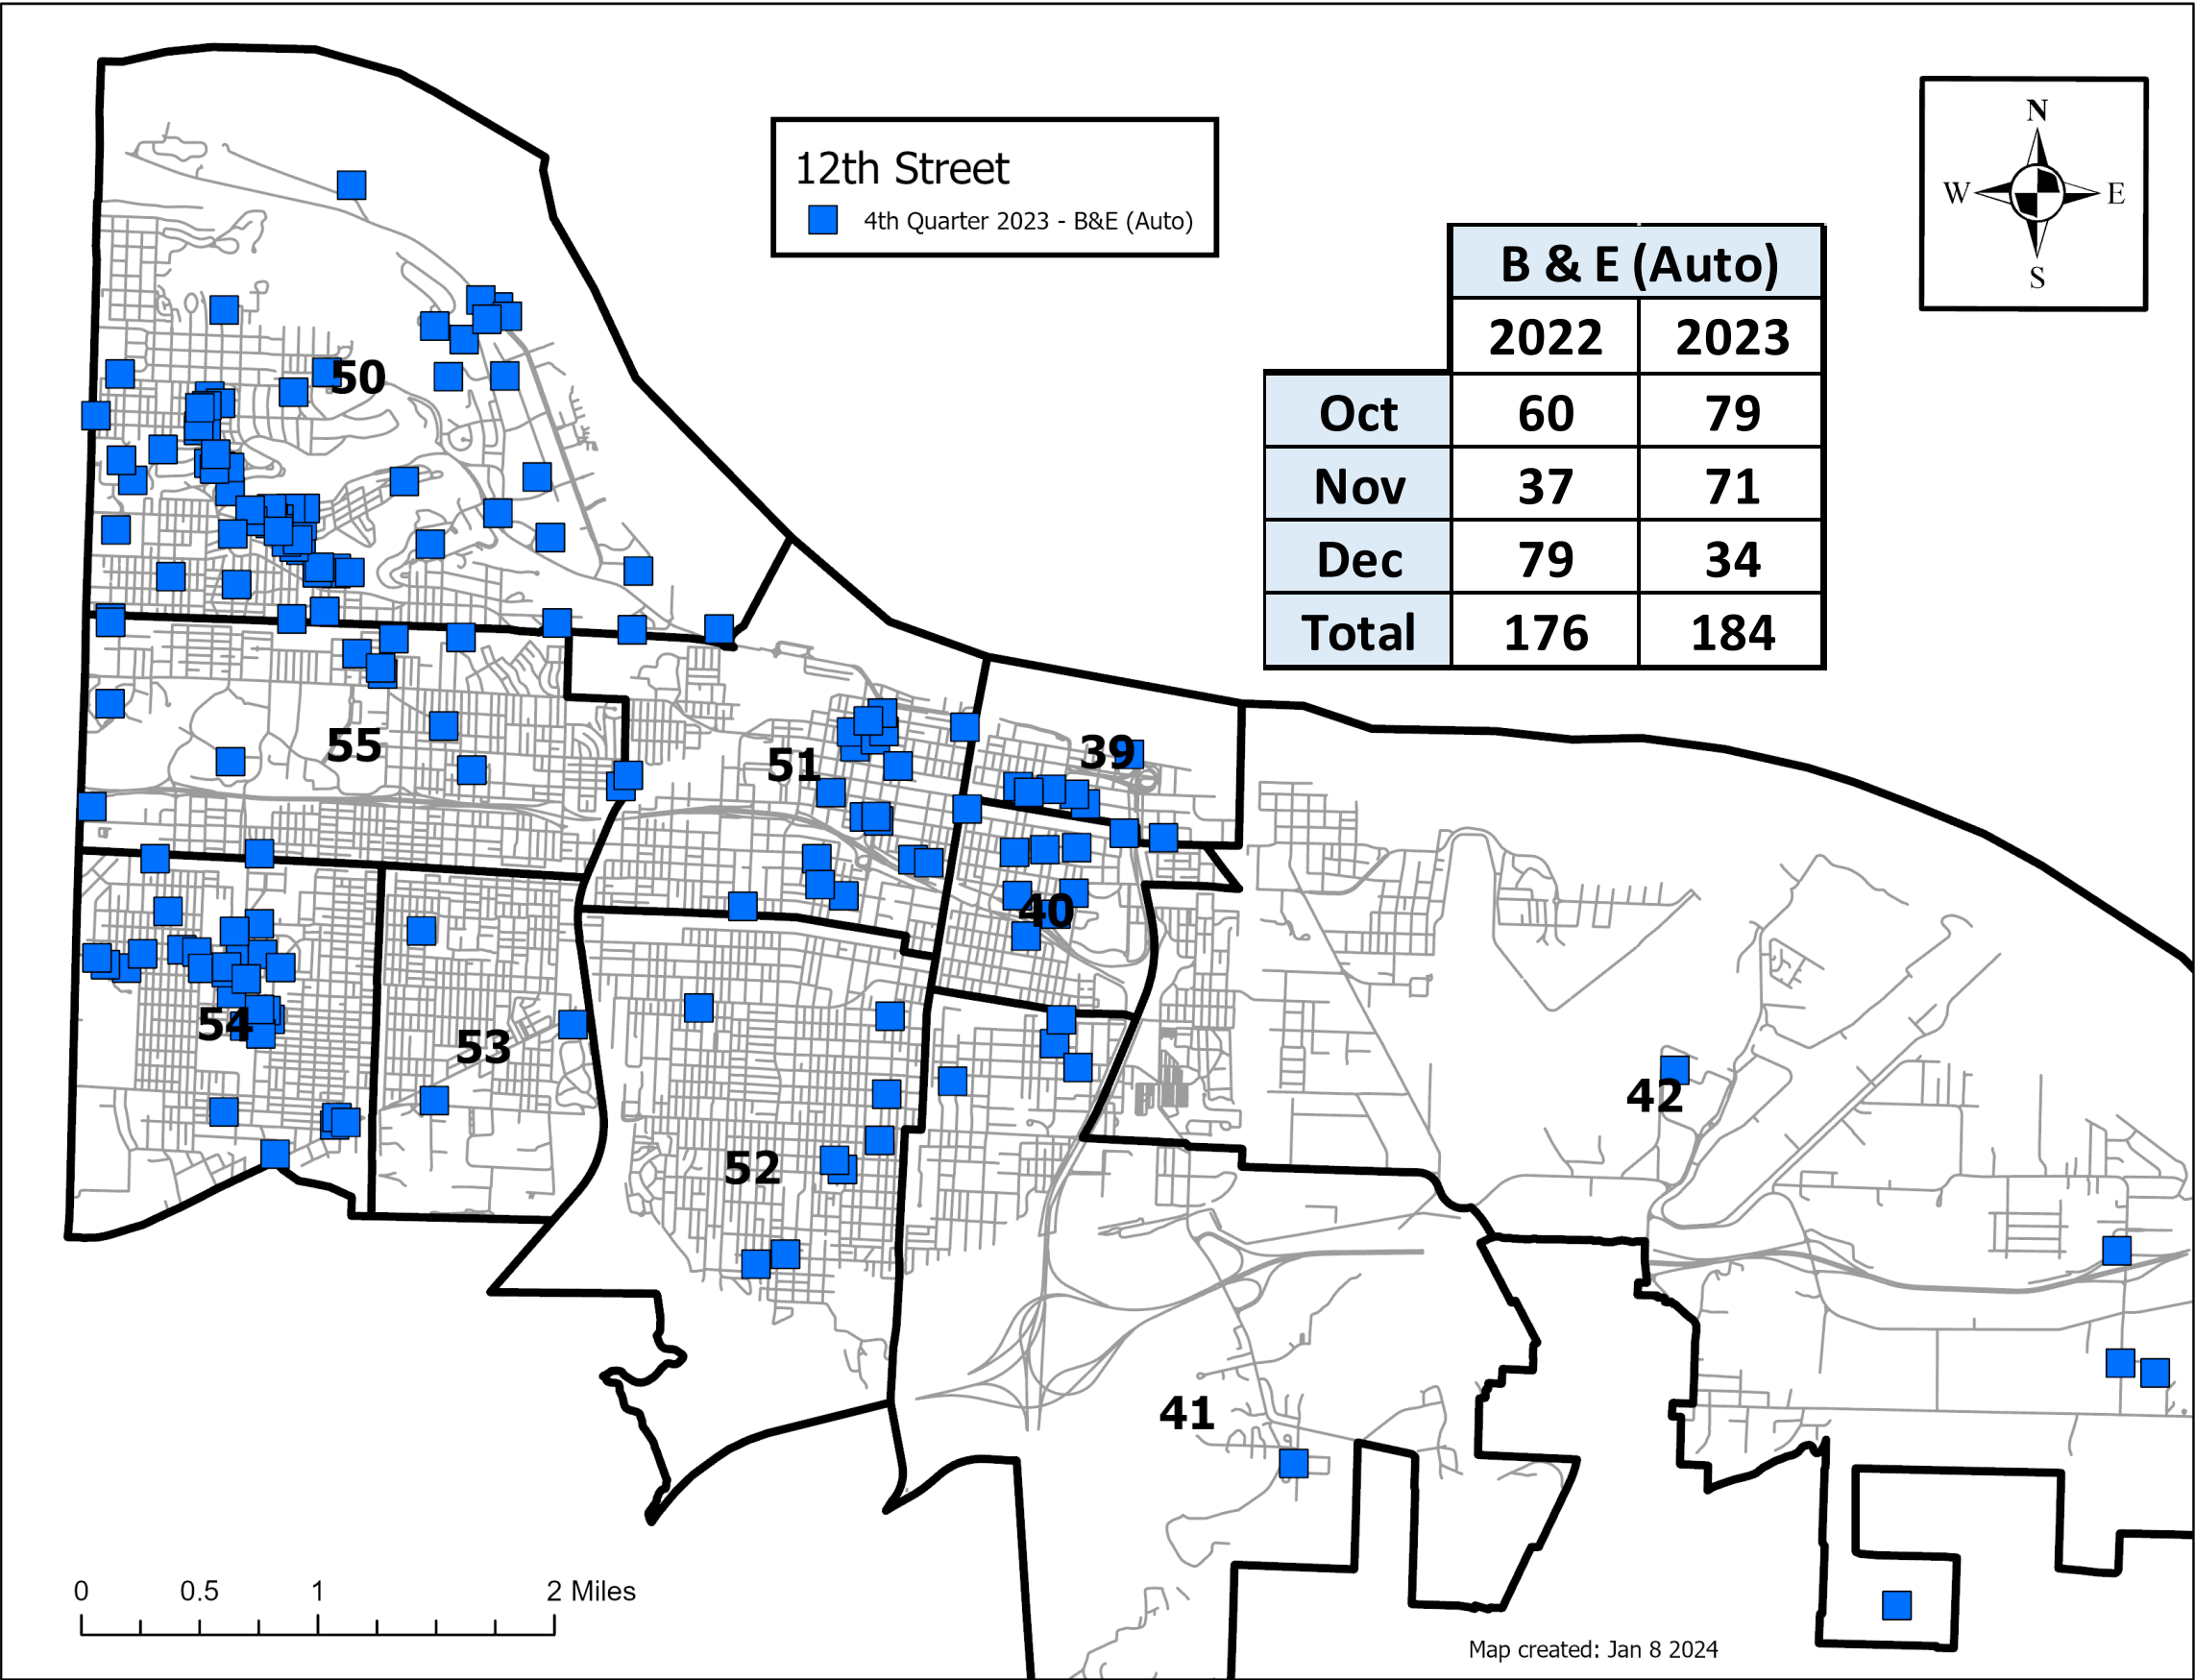 N
W E
S
12th Street
4th Quarter 2023 - B&E (Auto)
B & E (Auto)
2022 2023
Oct 60 79
Nov 37 71
Dec 79 34
Total 176 184
50
55
51
39
40
54
53
52
42
41
0 0.5 1 2 Miles
Map created: Jan 8 2024